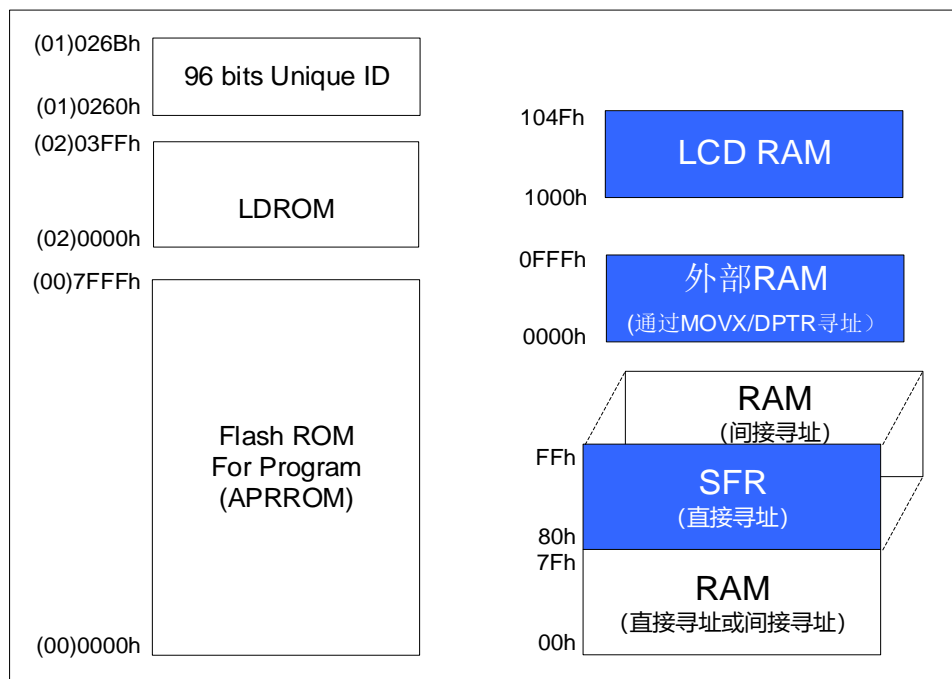 (01)026Bh
96 bits Unique ID
(01)0260h
(02)03FFh
LDROM
(02)0000h
(00)7FFFh
Flash ROM
For Program
(APRROM)
(00)0000h
104Fh
LCD RAM
1000h
0FFFh
外部RAM
(通过MOVX/DPTR寻址）
0000h
RAM
(间接寻址)
FFh
SFR
(直接寻址)
80h
7Fh
RAM
(直接寻址或间接寻址)
00h